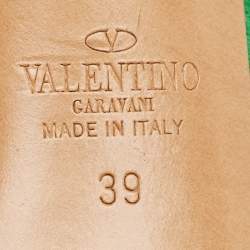 VALENTINO
GARAVANI
MADE IN ITALY
39